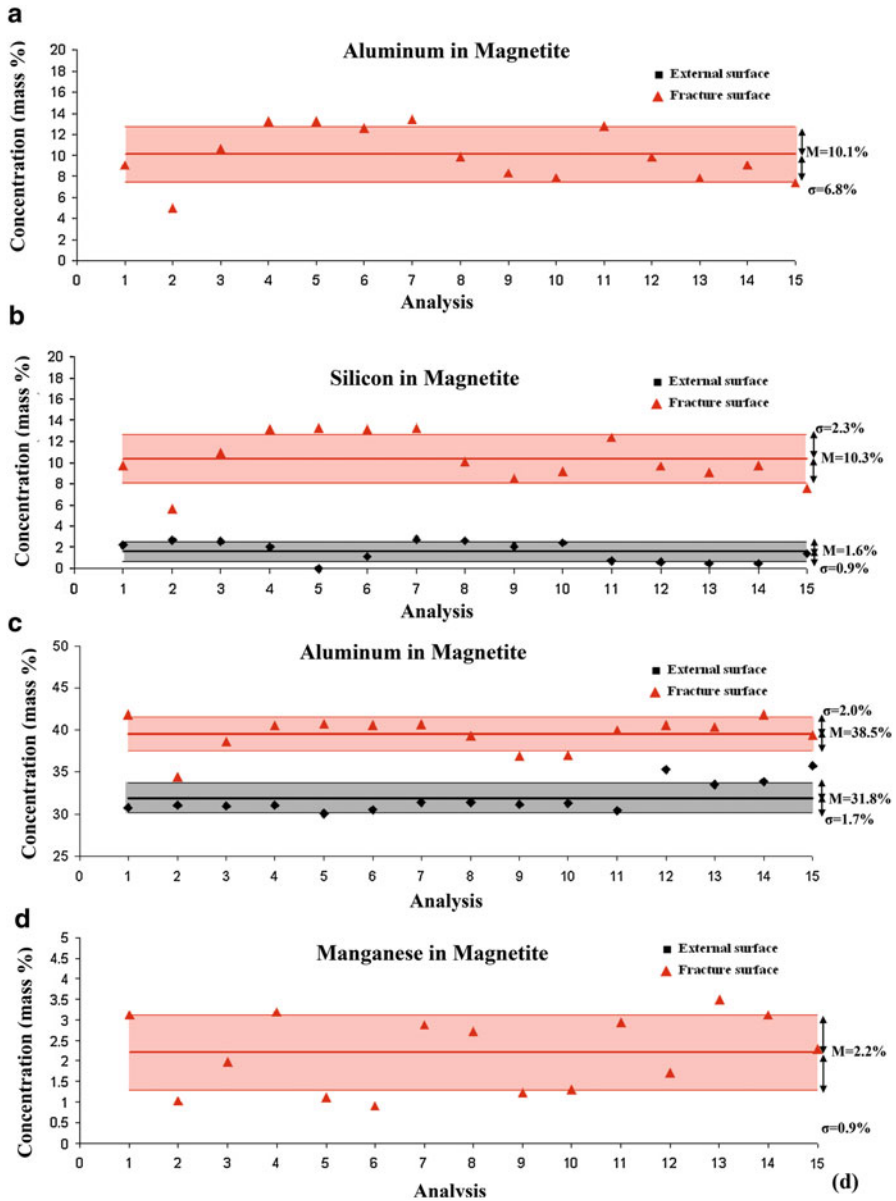 a
Aluminum in Magnetite
Concentration (mass %)
20
18
16
14
12
10
8
6
4
2
0
External surface
Fracture surface
M=10.1%
σ=6.8%
0 1 2 3 4 5 6 7 8 9 10 11 12 13 14 15
Analysis
b
Silicon in Magnetite
Concentration (mass %)
20
18
16
14
12
10
8
6
4
2
0
External surface
Fracture surface
σ=2.3%
M=10.3%
M=1.6%
σ=0.9%
0 1 2 3 4 5 6 7 8 9 10 11 12 13 14 15
Analysis
c
Aluminum in Magnetite
Concentration (mass %)
50
45
40
35
30
25
External surface
Fracture surface
σ=2.0%
M=38.5%
M=31.8%
σ=1.7%
0 1 2 3 4 5 6 7 8 9 10 11 12 13 14 15
Analysis
d
Manganese in Magnetite
Concentration (mass %)
5
4.5
4
3.5
3
2.5
2
1.5
1
0.5
0
External surface
Fracture surface
M=2.2%
σ=0.9%
0 1 2 3 4 5 6 7 8 9 10 11 12 13 14 15
Analysis
(d)